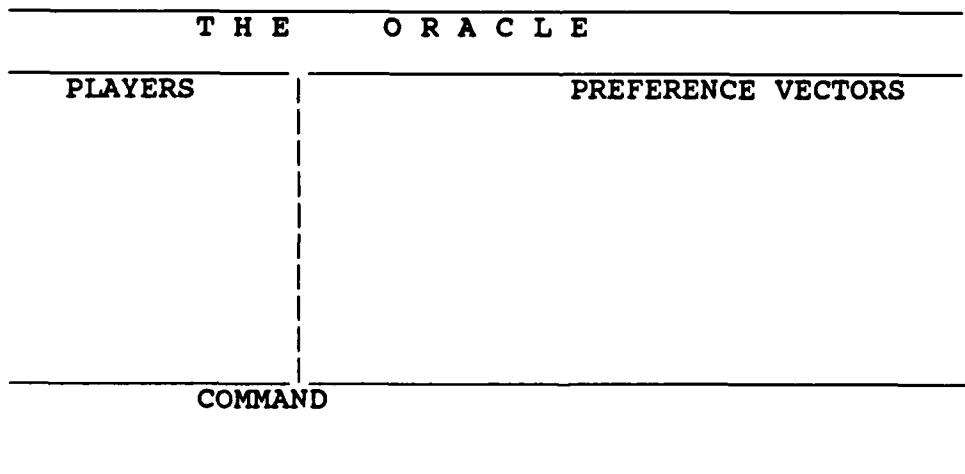 T H E O R A C L E
PLAYERS PREFERENCE VECTORS
COMMAND